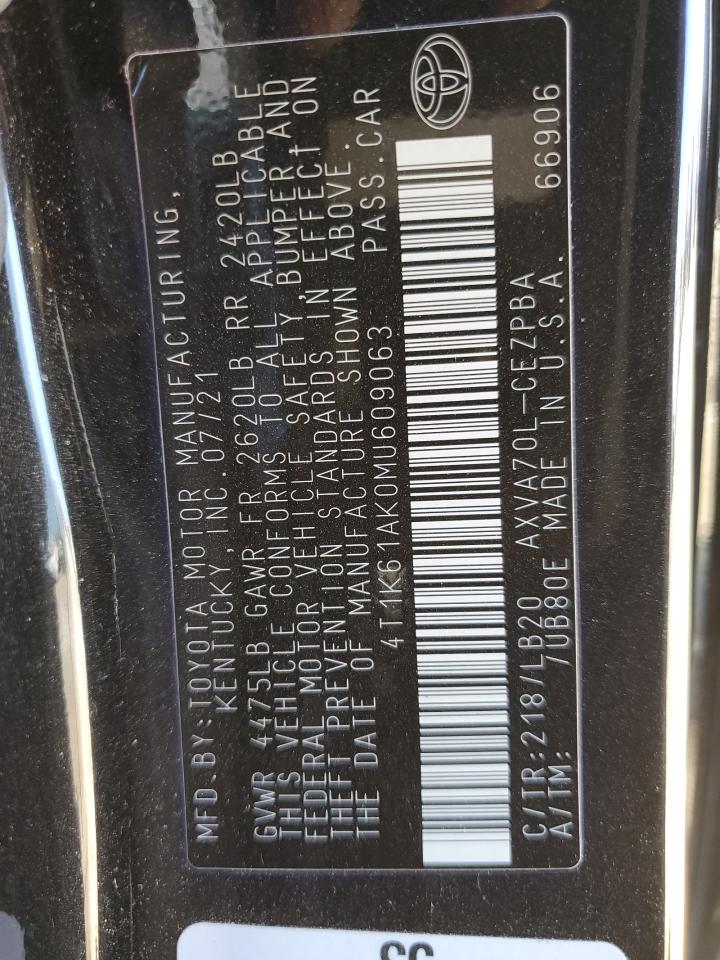 MFD.BY:TOYOTA MOTOR MANUFACTURING,
KENTUCKY, INC.07/21
GVWR 4475LB GAWR FR 2620LB RR 2420LB
THIS VEHICLE CONFORMS TO ALL APPLICABLE
FEDERAL MOTOR VEHICLE SAFETY, BUMPER, AND
THEFT PREVENTION STANDARDS IN EFFECT ON
THE DATE OF MANUFACTURE SHOWN ABOVE.
4T1K61AK0MU609063 PASS.CAR
C/TR:218/LB20 AXVA70L-CEZPBA
A/TM: /UB80E MADE IN U.S.A. 66906